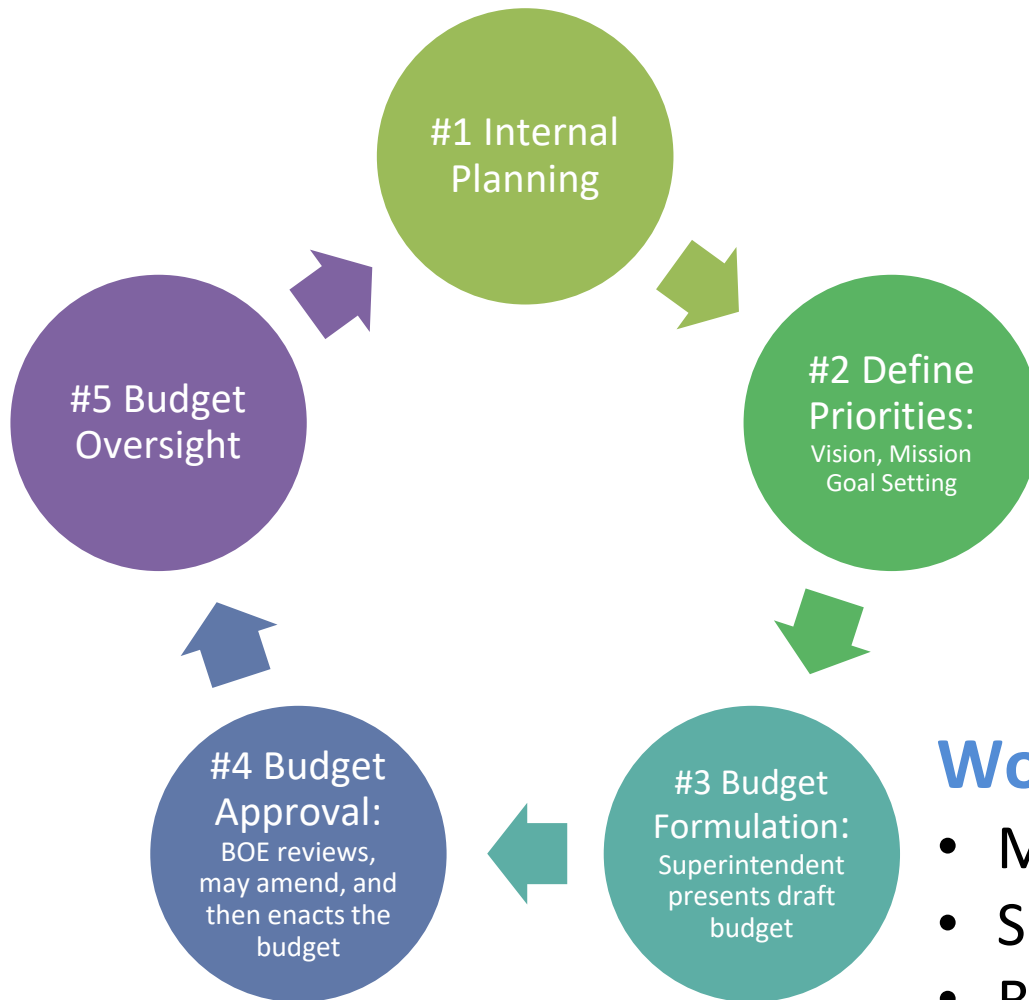 #1 Internal
Planning
#2 Define
Priorities:
Vision, Mission
Goal Setting
#3 Budget
Formulation:
Superintendent
presents draft
budget
#4 Budget
Approval:
BOE reviews,
may amend, and
then enacts the
budget
#5 Budget
Oversight